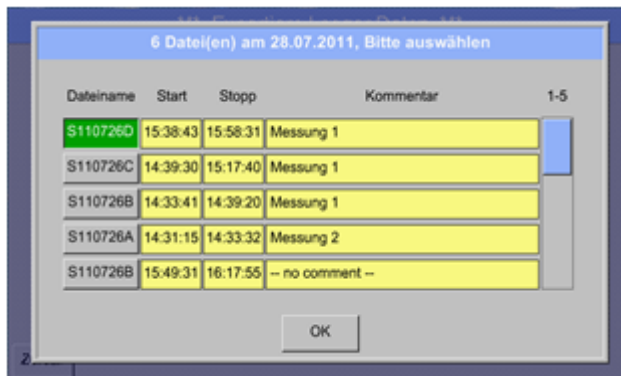 6 Datei(en) am 28.07.2011, Bitte auswählen
Dateiname Start Stopp Kommentar 1-5
S110726D 15:38:43 15:58:31 Messung 1
S110726C 14:39:30 15:17:40 Messung 1
S110726B 14:33:41 14:39:20 Messung 1
S110726A 14:31:15 14:33:32 Messung 2
S110726B 15:49:31 16:17:55 -- no comment --
OK